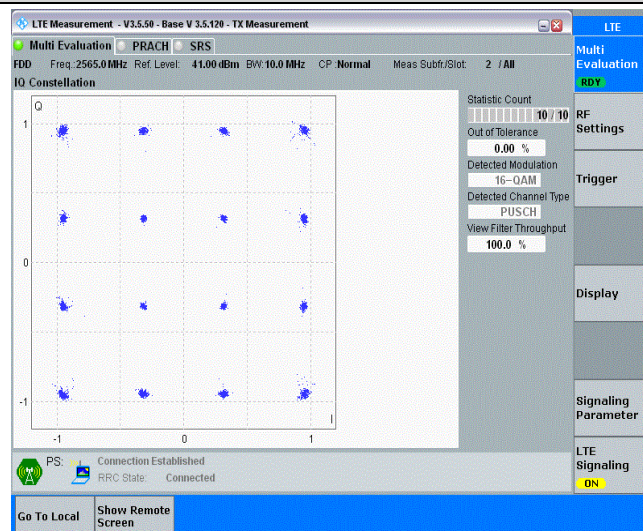 LTE Measurement - V3.5.50 - Base V 3.5.120 - TX Measurement
LTE
Multi Evaluation PRACH SRS
Multi
Evaluation
RDY
FDD Freq.:2565.0 MHz Ref. Level: 41.00 dBm BW:10.0 MHz CP :Normal Meas Subfr./Slot: 2 / All
IQ Constellation
Q
1
0
-1
-1 0 1
I
Statistic Count
10 / 10
Out of Tolerance
0.00 %
Detected Modulation
16-QAM
Detected Channel Type
PUSCH
View Filter Throughput
100.0 %
RF
Settings
Trigger
Display
Signaling
Parameter
LTE
Signaling
ON
PS: Connection Established
RRC State: Connected
Go To Local
Show Remote
Screen